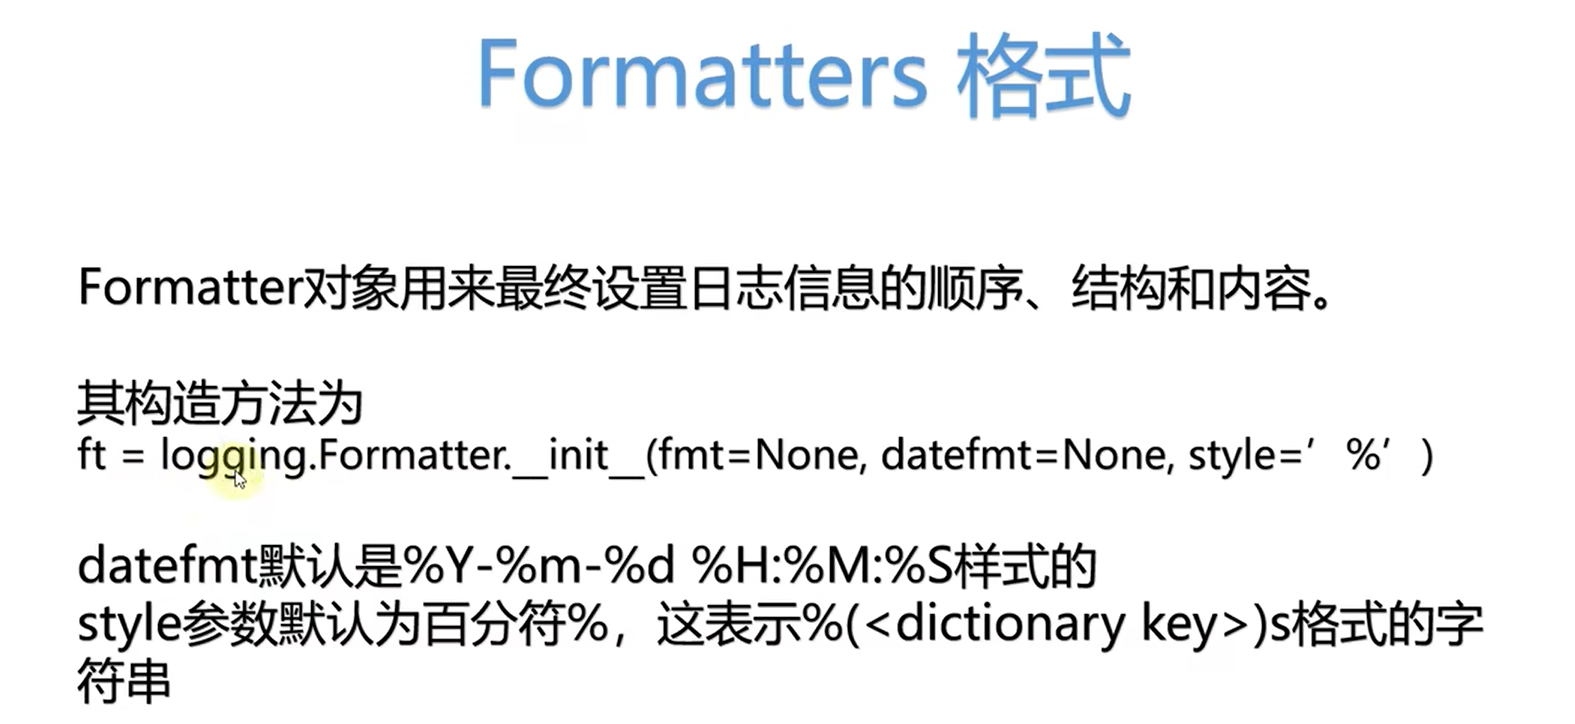 Formatters 格式
Formatter对象用来最终设置日志信息的顺序、结构和内容。
其构造方法为
ft = logging.Formatter.__init__(fmt=None, datefmt=None, style=’%’)
datefmt默认是%Y-%m-%d %H:%M:%S样式的
style参数默认为百分符%，这表示%(<dictionary key>)s格式的字
符串